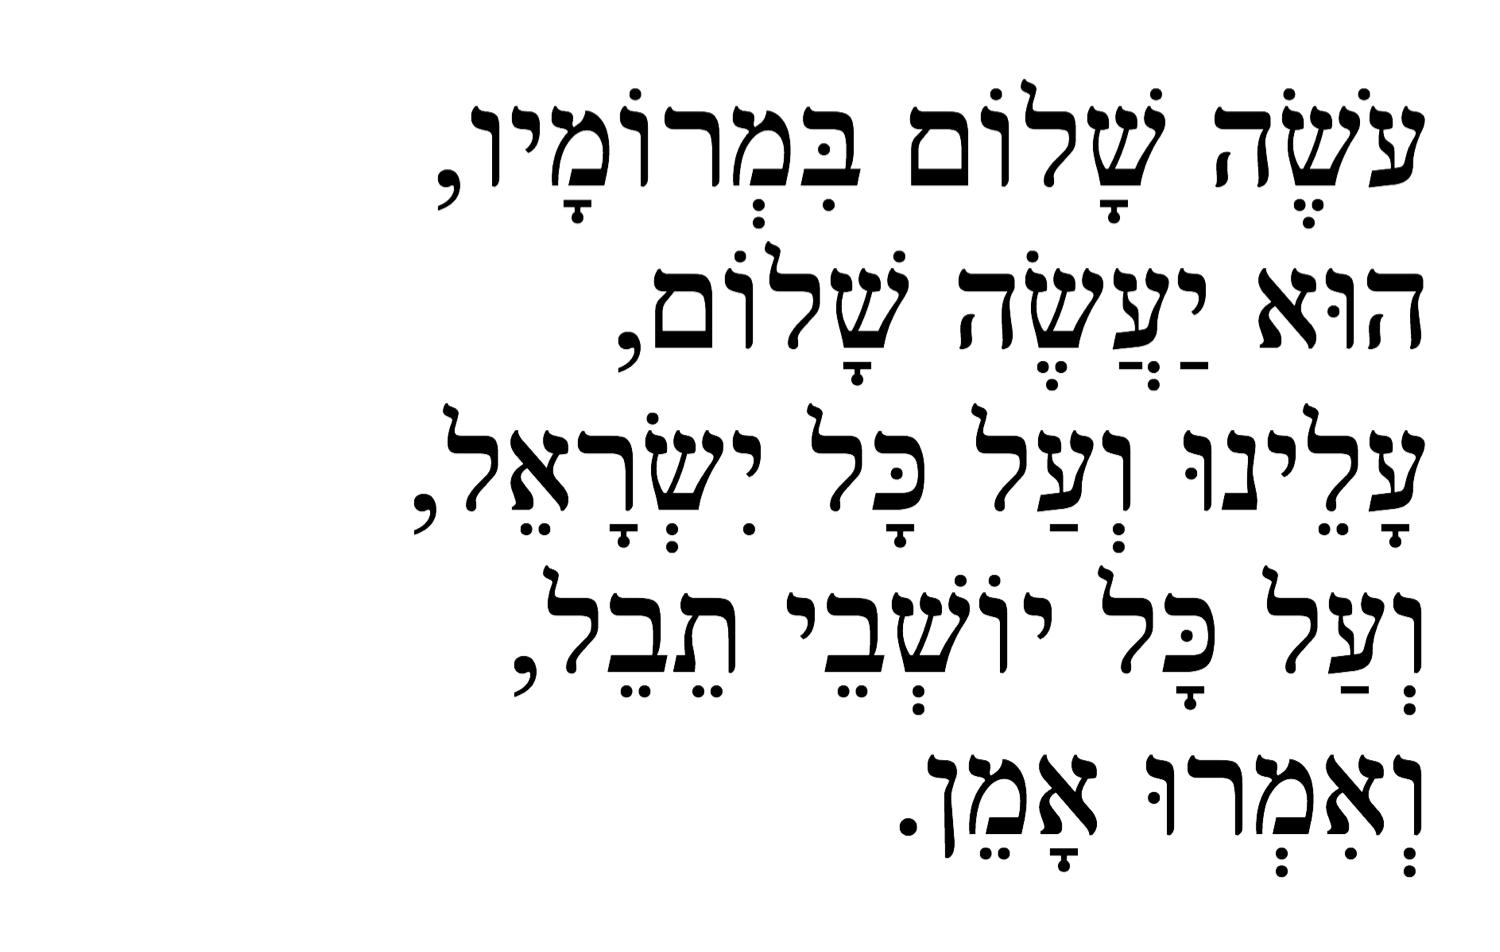 עֹשֶׂה שָׁלוֹם בִּמְרוֹמָיו,
הוּא יַעֲשֶׂה שָׁלוֹם,
עָלֵינוּ וְעַל כָּל יִשְׂרָאֵל,
וְעַל כָּל יוֹשְׁבֵי תֵבֵל,
וְאִמְרוּ אָמֵן.